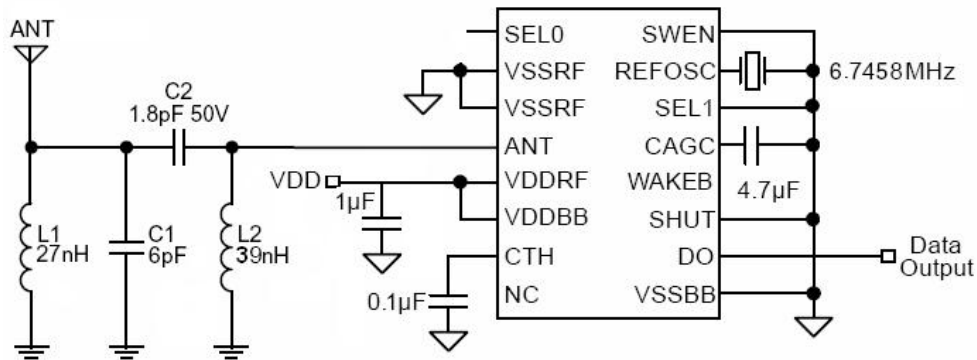 ANT
C2
1.8pF 50V
L1
27nH
C1
6pF
L2
39nH
VDD
1µF
0.1µF
SEL0
VSSRF
VSSRF
ANT
VDDRF
VDDBB
CTH
NC
SWEN
REFOSC
SEL1
CAGC
WAKEB
SHUT
DO
VSSBB
6.7458MHz
4.7µF
Data
Output